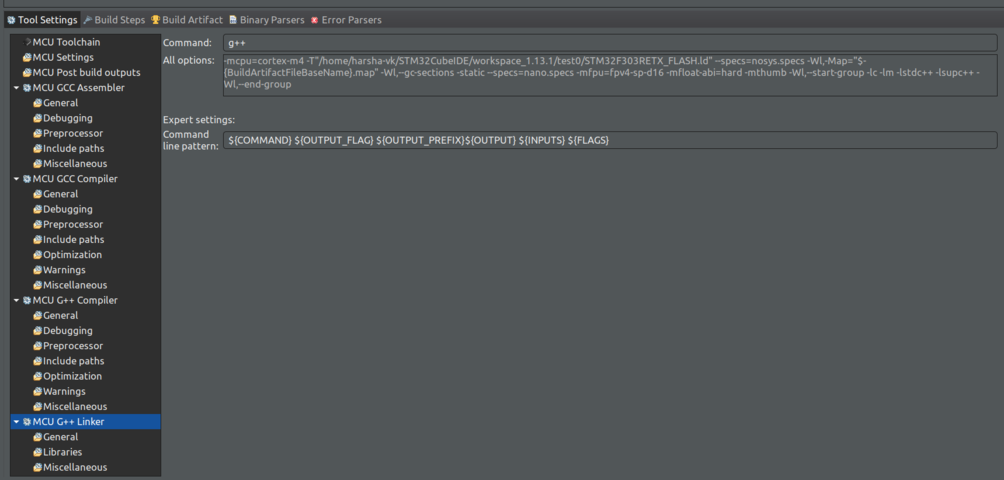 Tool Settings Build Steps Build Artifact Binary Parsers Error Parsers
MCU Toolchain
MCU Settings
MCU Post build outputs
MCU GCC Assembler
General
Debugging
Preprocessor
Include paths
Miscellaneous
MCU GCC Compiler
General
Debugging
Preprocessor
Include paths
Optimization
Warnings
Miscellaneous
MCU G++ Compiler
General
Debugging
Preprocessor
Include paths
Optimization
Warnings
Miscellaneous
MCU G++ Linker
General
Libraries
Miscellaneous
Command: g++
All options: -mcpu=cortex-m4 -T"/home/harsha-vk/STM32CubeIDE/workspace_1.13.1/test0/STM32F303RETX_FLASH.ld" --specs=nosys.specs -Wl,-Map="$-
{BuildArtifactFileBaseName}.map" -Wl,--gc-sections -static --specs=nano.specs -mfpu=fpv4-sp-d16 -mfloat-abi=hard -mthumb -Wl,--start-group -lc -lm -lstdc++ -lsupc++ -
Wl,--end-group
Expert settings:
Command
line pattern: ${COMMAND} ${OUTPUT_FLAG} ${OUTPUT_PREFIX}${OUTPUT} ${INPUTS} ${FLAGS}